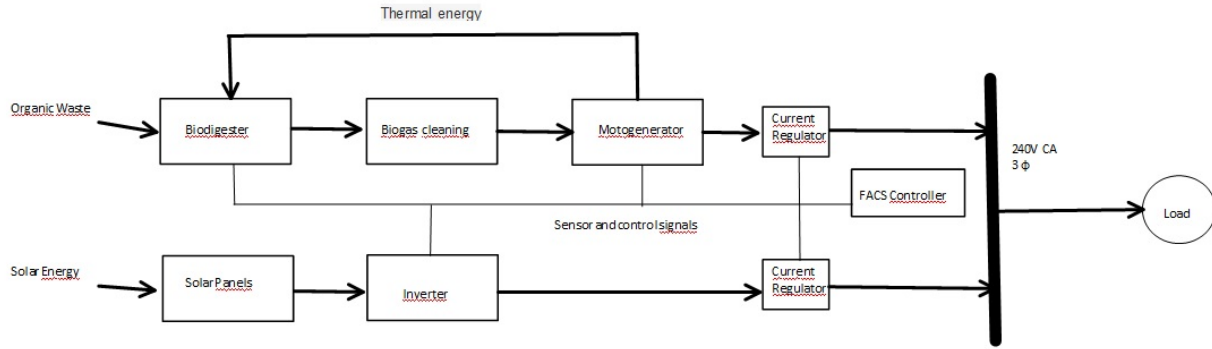 Thermal energy
Organic Waste
Biodigester
Biogas cleaning
Motogenerator
Current
Regulator
240V CA
3 ф
FACS Controller
Load
Sensor and control signals
Solar Energy
Solar Panels
Inverter
Current
Regulator